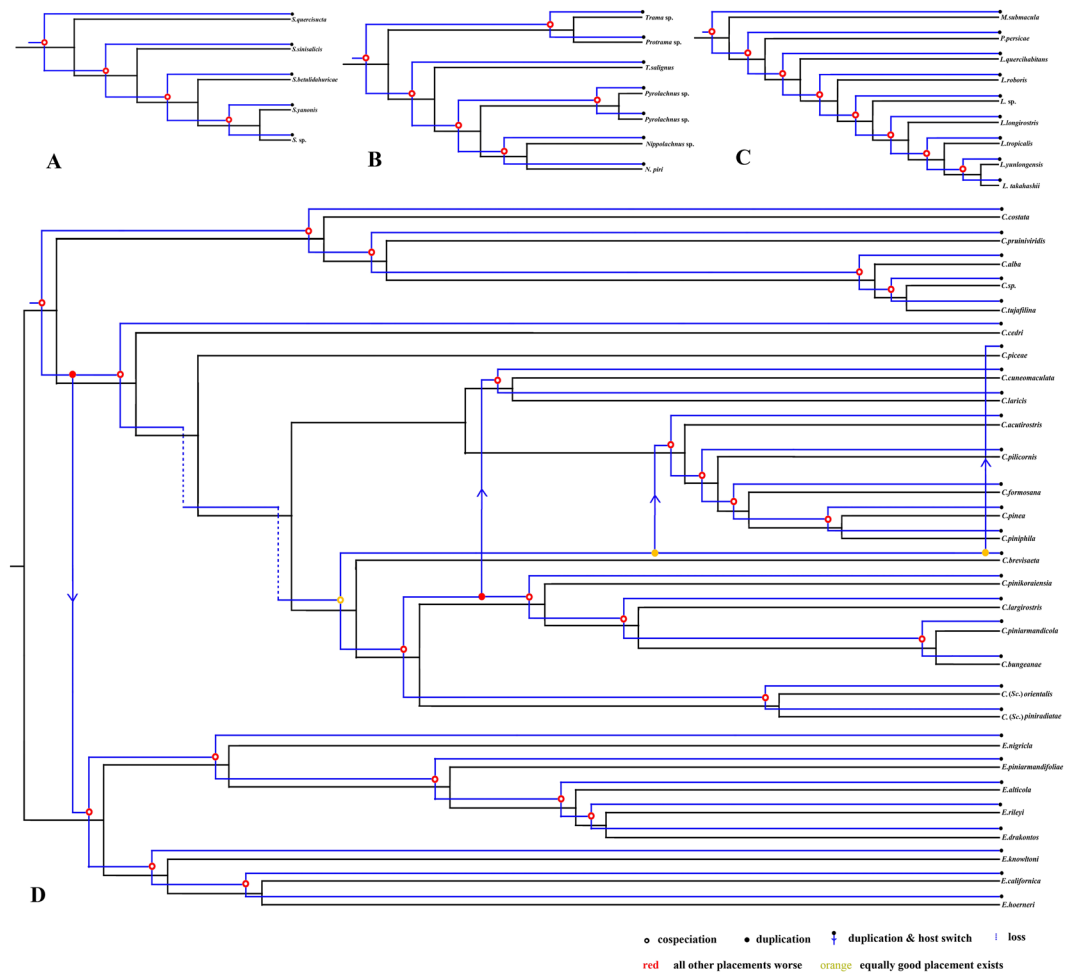 S.quercisucta
S.sinisalicis
S.betulidahuricae
S.yanonis
S. sp.
A
Trama sp.
Protrama sp.
T.salignus
Pyrolachnus sp.
Pyrolachnus sp.
Nippolachnus sp.
N. piri
B
M.submacula
P.persicae
L.quercihabitans
L.roboris
L. sp.
L.longirostris
L.tropicalis
L.yunlongensis
L. takahashii
C
C.costata
C.pruiniviridis
C.alba
C.sp.
C.tujafilina
C.cedri
C.piceae
C.cuneomaculata
C.laricis
C.acutirostris
C.pilicornis
C.formosana
C.pinea
C.piniphila
C.brevisaeta
C.pinikoraiensia
C.largirostris
C.piniarmandicola
C.bungeanae
C.(Sc.)orientalis
C.(Sc.)piniradiatae
E.nigricla
E.piniarmandifoliae
E.alticola
E.rileyi
E.drakontos
E.knowltoni
E.californica
E.hoerneri
D
cospeciation duplication duplication & host switch loss
red all other placements worse orange equally good placement exists